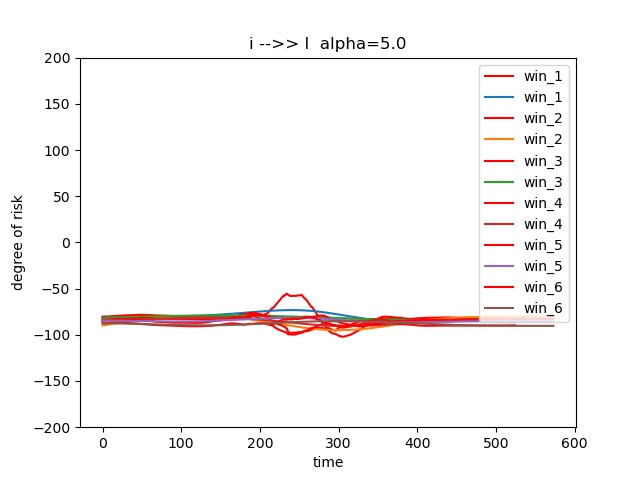 i -->> l  alpha=5.0
degree of risk
200
150
100
50
0
−50
−100
−150
−200
0
100
200
300
400
500
600
time
win_1
win_1
win_2
win_2
win_3
win_3
win_4
win_4
win_5
win_5
win_6
win_6